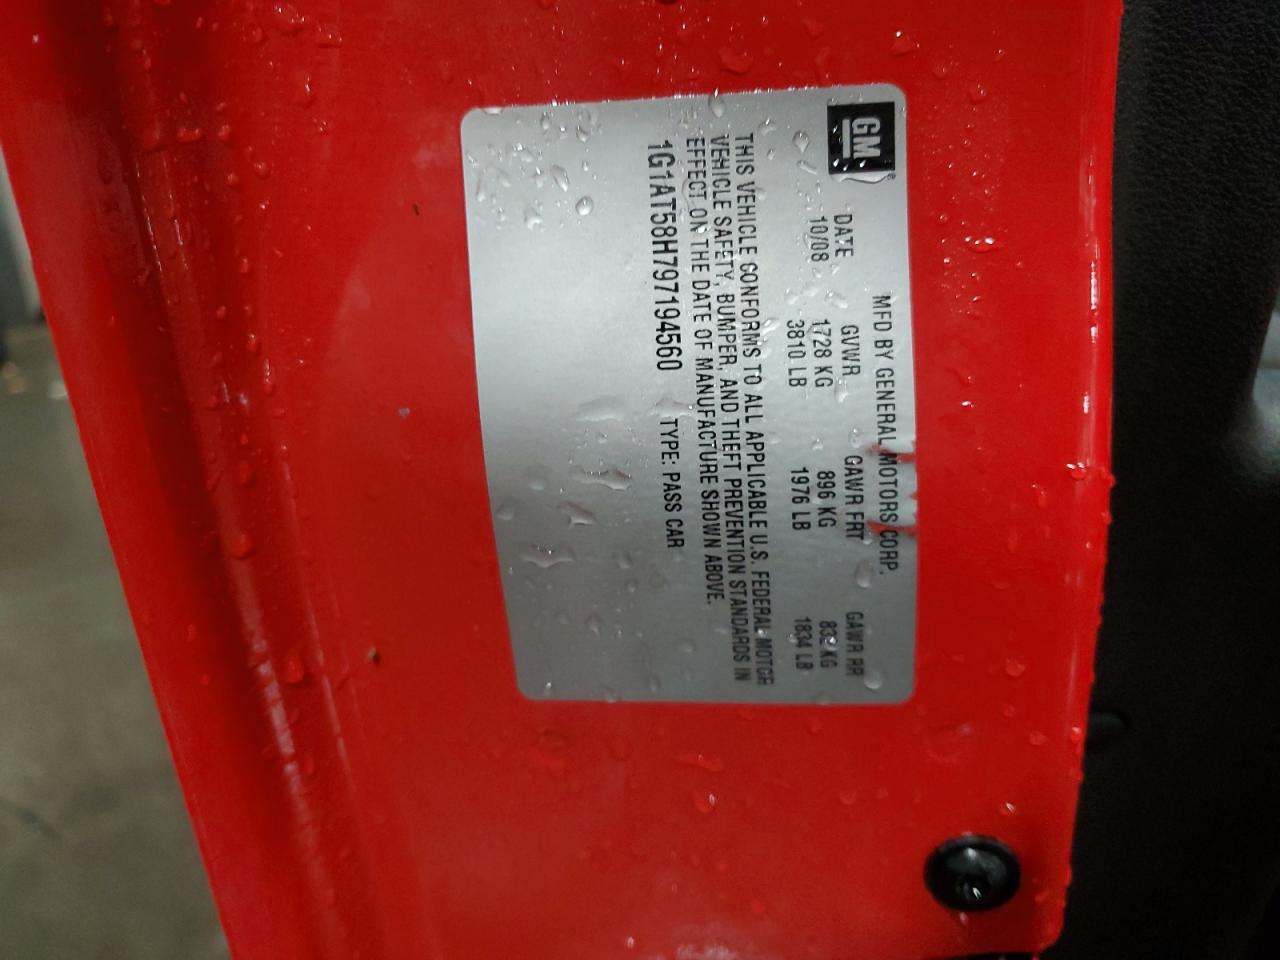 GM
MFD BY GENERAL MOTORS CORP.
DATE GVWR GAWR FRT GAWR RR
10/08 1728 KG 896 KG 832 KG
3810 LB 1976 LB 1834 LB
THIS VEHICLE CONFORMS TO ALL APPLICABLE U.S. FEDERAL MOTOR
VEHICLE SAFETY, BUMPER, AND THEFT PREVENTION STANDARDS IN
EFFECT ON THE DATE OF MANUFACTURE SHOWN ABOVE.
1G1AT58H797194560 TYPE: PASS CAR